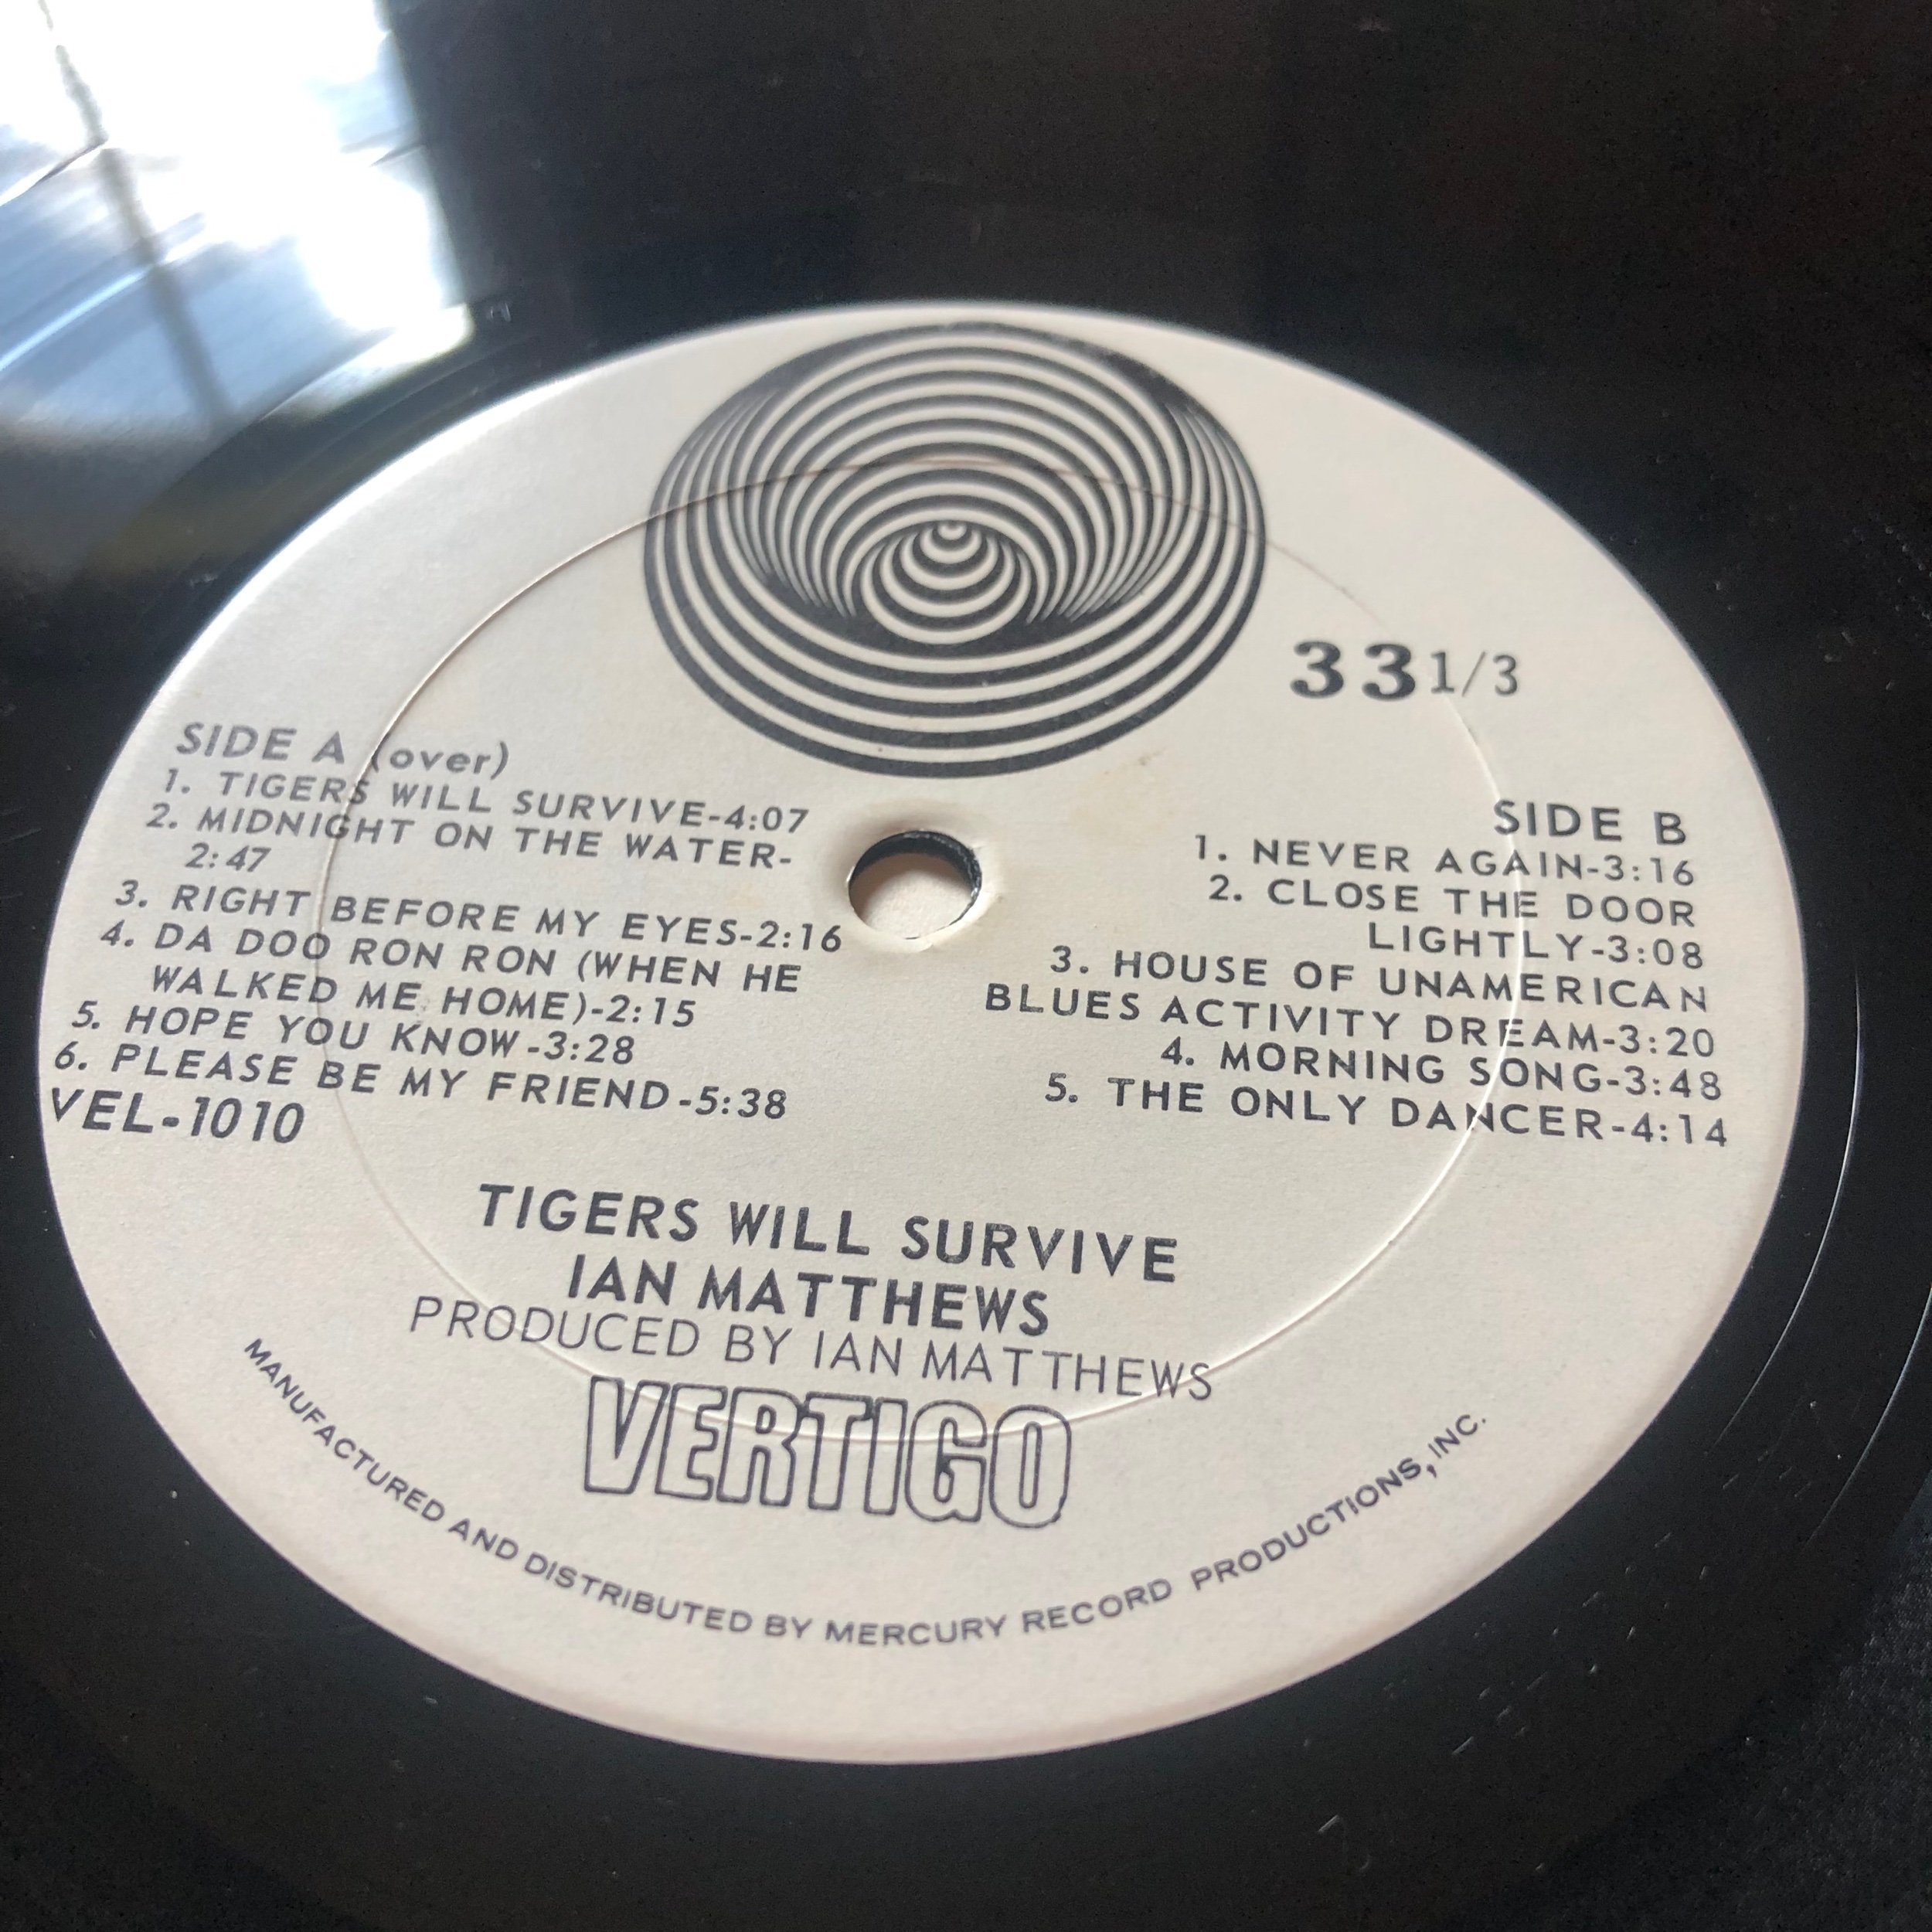 33 1/3
SIDE A (over)
1. TIGERS WILL SURVIVE-4:07
2. MIDNIGHT ON THE WATER-
2:47
3. RIGHT BEFORE MY EYES-2:16
4. DA DOO RON RON (WHEN HE
WALKED ME HOME)-2:15
5. HOPE YOU KNOW-3:28
6. PLEASE BE MY FRIEND-5:38
VEL-1010
SIDE B
1. NEVER AGAIN-3:16
2. CLOSE THE DOOR
LIGHTLY-3:08
3. HOUSE OF UNAMERICAN
BLUES ACTIVITY DREAM-3:20
4. MORNING SONG-3:48
5. THE ONLY DANCER-4:14
TIGERS WILL SURVIVE
IAN MATTHEWS
PRODUCED BY IAN MATTHEWS
VERTIGO
MANUFACTURED AND DISTRIBUTED BY MERCURY RECORD PRODUCTIONS, INC.